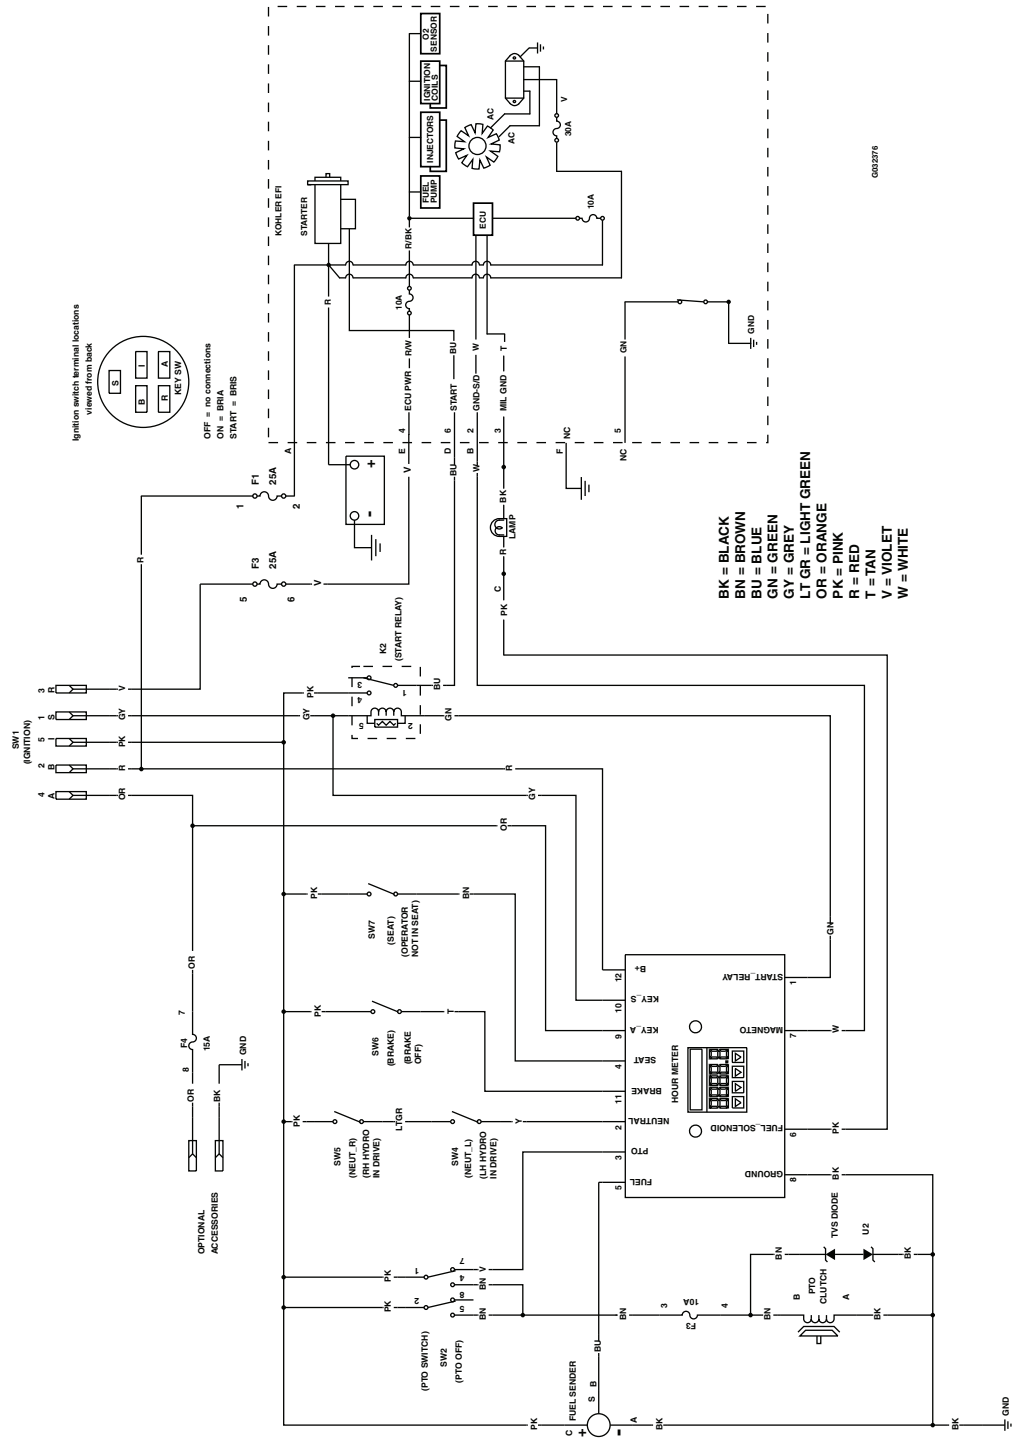 Ignition switch terminal locations
viewed from back
S
B
I
R
A
KEY SW
OFF = no connections
ON = BRIA
START = BRIS
KOHLER EFI
STARTER
FUEL
PUMP
INJECTORS
IGNITION
COILS
O2
SENSOR
AC
AC
V
30A
10A
ECU
R/BK
10A
R
R/W
ECU PWR
BU
START
W
GND-S/D
T
MIL GND
GN
GND
G032376
A
4
E
6
D
2
B
3
F
NC
5
NC
F1
25A
1
2
R
+
-
V
BU
W
BK
LAMP
R
C
PK
F3
25A
5
6
V
K2
(START RELAY)
3
4
1
5
2
PK
GY
BU
GN
SW1
(IGNITION)
3
R
V
1
S
GY
5
I
PK
2
B
R
4
A
OR
R
GY
OR
BK = BLACK
BN = BROWN
BU = BLUE
GN = GREEN
GY = GREY
LT GR = LIGHT GREEN
OR = ORANGE
PK = PINK
R = RED
T = TAN
V = VIOLET
W = WHITE
PK
SW7
(SEAT)
(OPERATOR
NOT IN SEAT)
BN
PK
SW6
(BRAKE)
(BRAKE
OFF)
T
PK
SW5
(NEUT_R)
(RH HYDRO
IN DRIVE)
LTGR
SW4
(NEUT_L)
(LH HYDRO
IN DRIVE)
Y
OR
7
F4
15A
8
OR
BK
GND
OPTIONAL
ACCESSORIES
HOUR METER
12
B+
10
KEY_S
9
KEY_A
4
SEAT
11
BRAKE
2
NEUTRAL
3
PTO
5
FUEL
START_RELAY
1
GN
MAGNETO
7
W
FUEL_SOLENOID
6
PK
GROUND
8
BK
PK
1
7
V
4
BN
PK
2
8
5
BN
(PTO SWITCH)
SW2
(PTO OFF)
BN
3
F3
10A
4
BN
BN
TVS DIODE
U2
BK
B
PTO
CLUTCH
A
BK
BU
FUEL SENDER
S
B
PK
C
+
-
A
BK
BK
GND